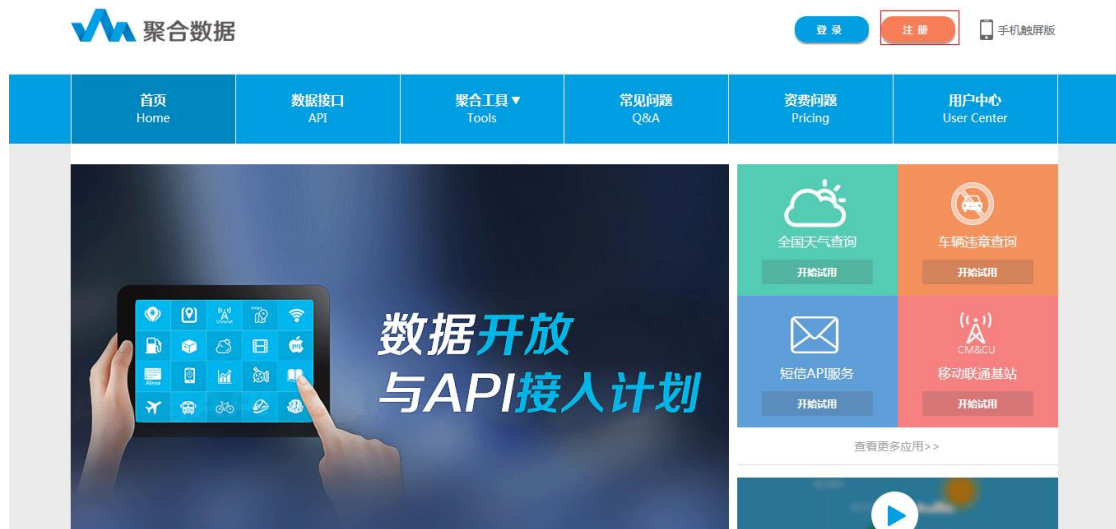 聚合数据
登 录
注 册
手机触屏版
首页
Home
数据接口
API
聚合工具▼
Tools
常见问题
Q&A
资费问题
Pricing
用户中心
User Center
数据开放
与API接入计划
Alexa
全国天气查询
开始试用
车辆违章查询
开始试用
短信API服务
开始试用
CM&CU
移动联通基站
开始试用
查看更多应用>>